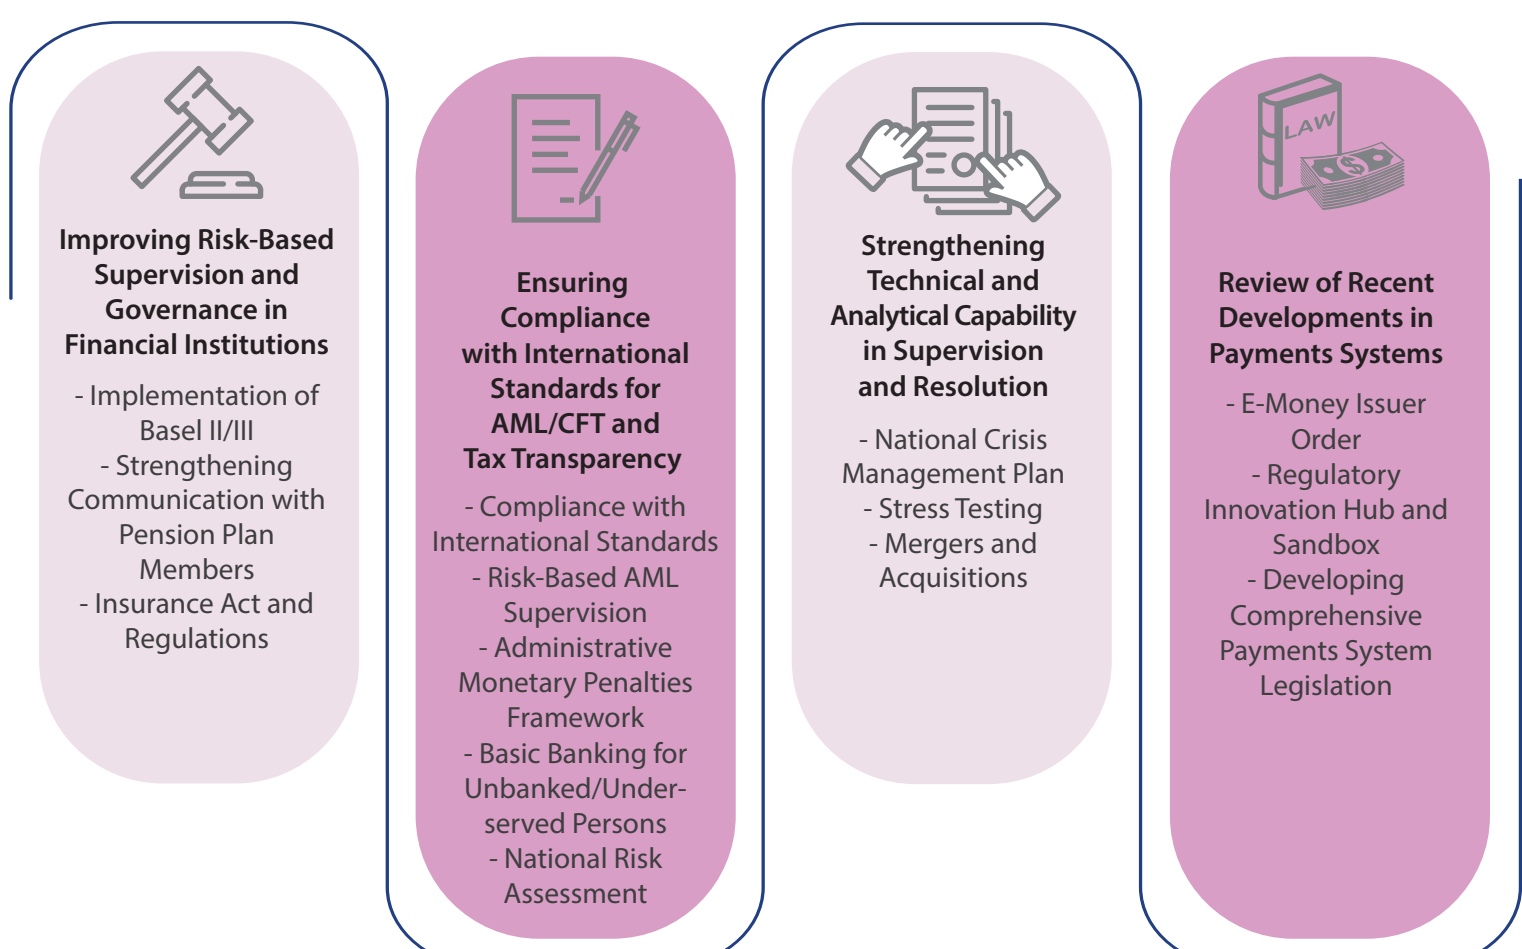 Improving Risk-Based
Supervision and
Governance in
Financial Institutions
- Implementation of
Basel II/III
- Strengthening
Communication with
Pension Plan
Members
- Insurance Act and
Regulations
Ensuring
Compliance
with International
Standards for
AML/CFT and
Tax Transparency
- Compliance with
International Standards
- Risk-Based AML
Supervision
- Administrative
Monetary Penalties
Framework
- Basic Banking for
Unbanked/Under-
served Persons
- National Risk
Assessment
Strengthening
Technical and
Analytical Capability
in Supervision
and Resolution
- National Crisis
Management Plan
- Stress Testing
- Mergers and
Acquisitions
LAW
$
Review of Recent
Developments in
Payments Systems
- E-Money Issuer
Order
- Regulatory
Innovation Hub and
Sandbox
- Developing
Comprehensive
Payments System
Legislation